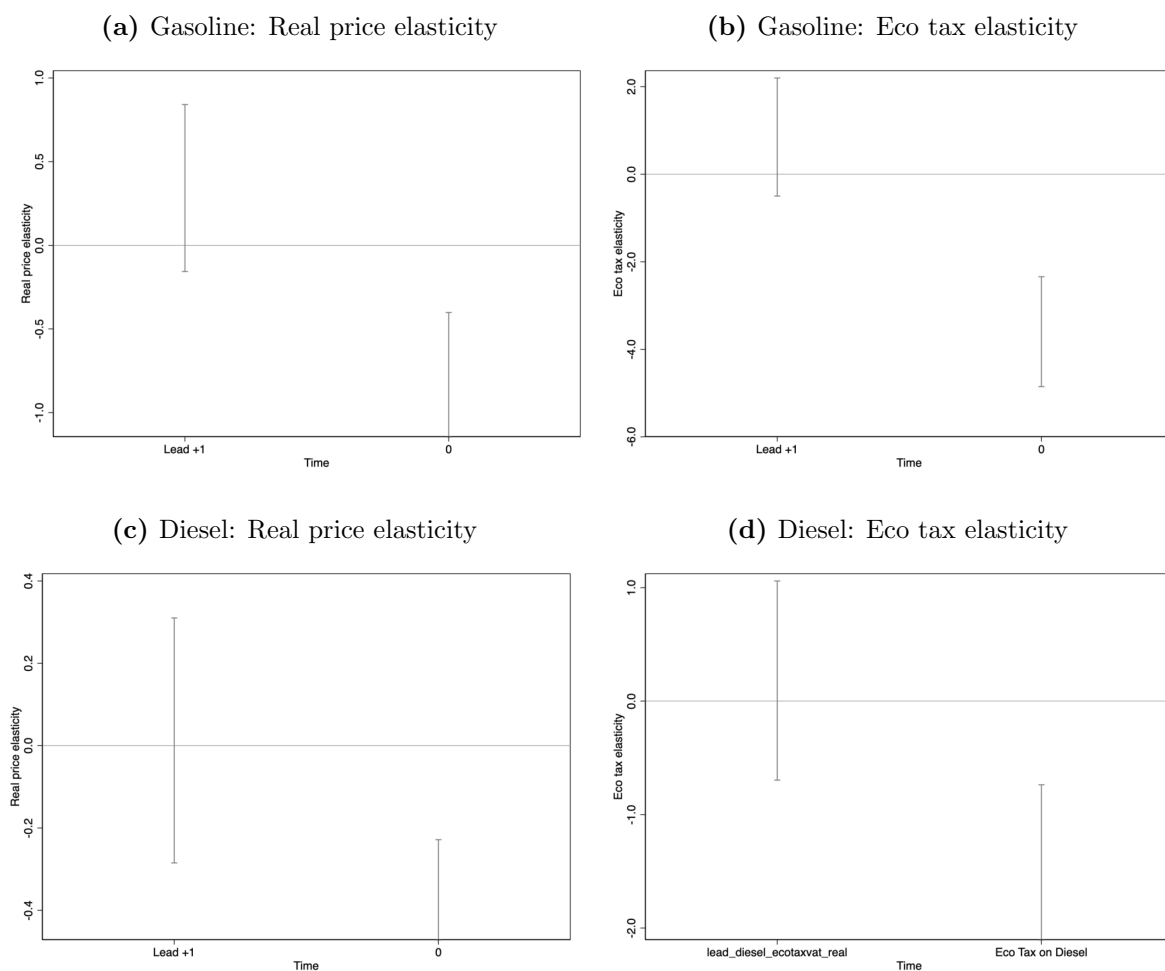 (a) Gasoline: Real price elasticity
1.0
0.5
0.0
-0.5
-1.0
Real price elasticity
Lead +1
0
Time
(b) Gasoline: Eco tax elasticity
2.0
0.0
-2.0
-4.0
-6.0
Eco tax elasticity
Lead +1
0
Time
(c) Diesel: Real price elasticity
0.4
0.2
0.0
-0.2
-0.4
Real price elasticity
Lead +1
0
Time
(d) Diesel: Eco tax elasticity
1.0
0.0
-1.0
-2.0
Eco tax elasticity
lead_diesel_ecotaxvat_real
Eco Tax on Diesel
Time